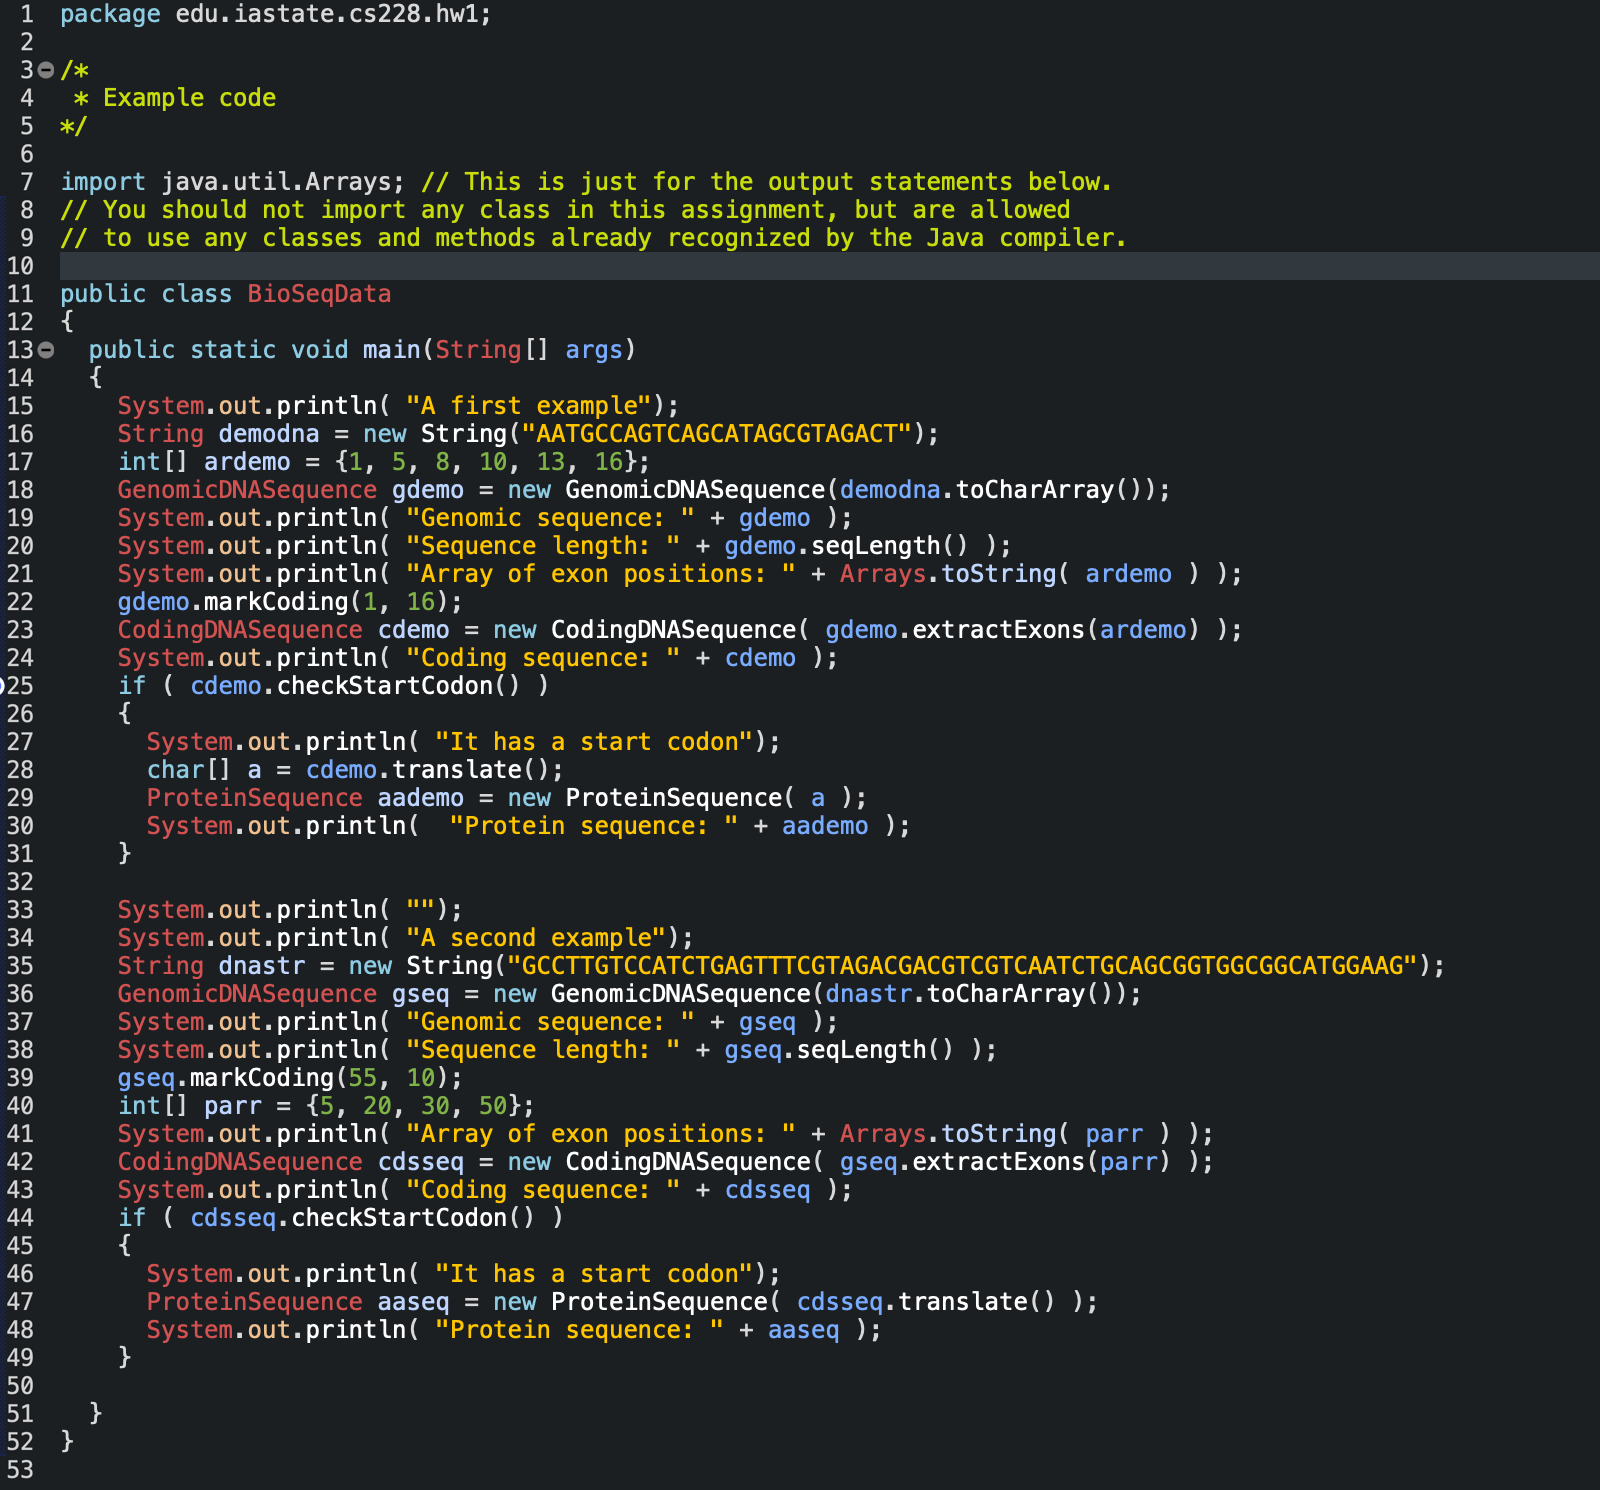 1 package edu.iastate.cs228.hw1;
2
3 /*
4 * Example code
5 */
6
7 import java.util.Arrays; // This is just for the output statements below.
8 // You should not import any class in this assignment, but are allowed
9 // to use any classes and methods already recognized by the Java compiler.
10
11 public class BioSeqData
12 {
13 public static void main(String[] args)
14 {
15 System.out.println( "A first example");
16 String demodna = new String("AATGCCAGTCAGCATAGCGTAGACT");
17 int[] ardemo = {1, 5, 8, 10, 13, 16};
18 GenomicDNASequence gdemo = new GenomicDNASequence(demodna.toCharArray());
19 System.out.println( "Genomic sequence: " + gdemo );
20 System.out.println( "Sequence length: " + gdemo.seqLength() );
21 System.out.println( "Array of exon positions: " + Arrays.toString( ardemo ) );
22 gdemo.markCoding(1, 16);
23 CodingDNASequence cdemo = new CodingDNASequence( gdemo.extractExons(ardemo) );
24 System.out.println( "Coding sequence: " + cdemo );
25 if ( cdemo.checkStartCodon() )
26 {
27 System.out.println( "It has a start codon");
28 char[] a = cdemo.translate();
29 ProteinSequence aademo = new ProteinSequence( a );
30 System.out.println(  "Protein sequence: " + aademo );
31 }
32
33 System.out.println( "");
34 System.out.println( "A second example");
35 String dnastr = new String("GCCTTGTCCATCTGAGTTTCGTAGACGACGTCGTCAATCTGCAGCGGTGGCGGCATGGAAG");
36 GenomicDNASequence gseq = new GenomicDNASequence(dnastr.toCharArray());
37 System.out.println( "Genomic sequence: " + gseq );
38 System.out.println( "Sequence length: " + gseq.seqLength() );
39 gseq.markCoding(55, 10);
40 int[] parr = {5, 20, 30, 50};
41 System.out.println( "Array of exon positions: " + Arrays.toString( parr ) );
42 CodingDNASequence cdsseq = new CodingDNASequence( gseq.extractExons(parr) );
43 System.out.println( "Coding sequence: " + cdsseq );
44 if ( cdsseq.checkStartCodon() )
45 {
46 System.out.println( "It has a start codon");
47 ProteinSequence aaseq = new ProteinSequence( cdsseq.translate() );
48 System.out.println( "Protein sequence: " + aaseq );
49 }
50
51 }
52 }
53